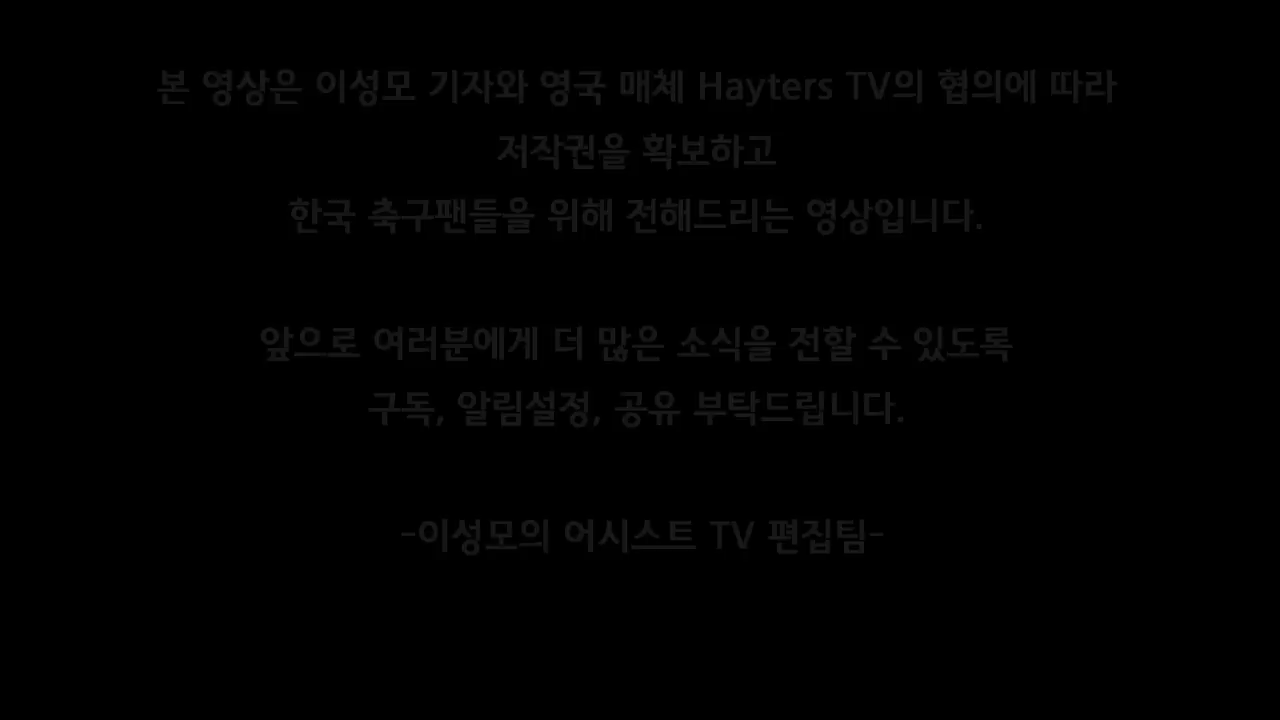 본 영상은 이성모 기자와 영국 매체 Hayters TV의 협의에 따라
저작권을 확보하고
한국 축구팬들을 위해 전해드리는 영상입니다.
앞으로 여러분에게 더 많은 소식을 전할 수 있도록
구독, 알림설정, 공유 부탁드립니다.
-이성모의 어시스트 TV 편집팀-